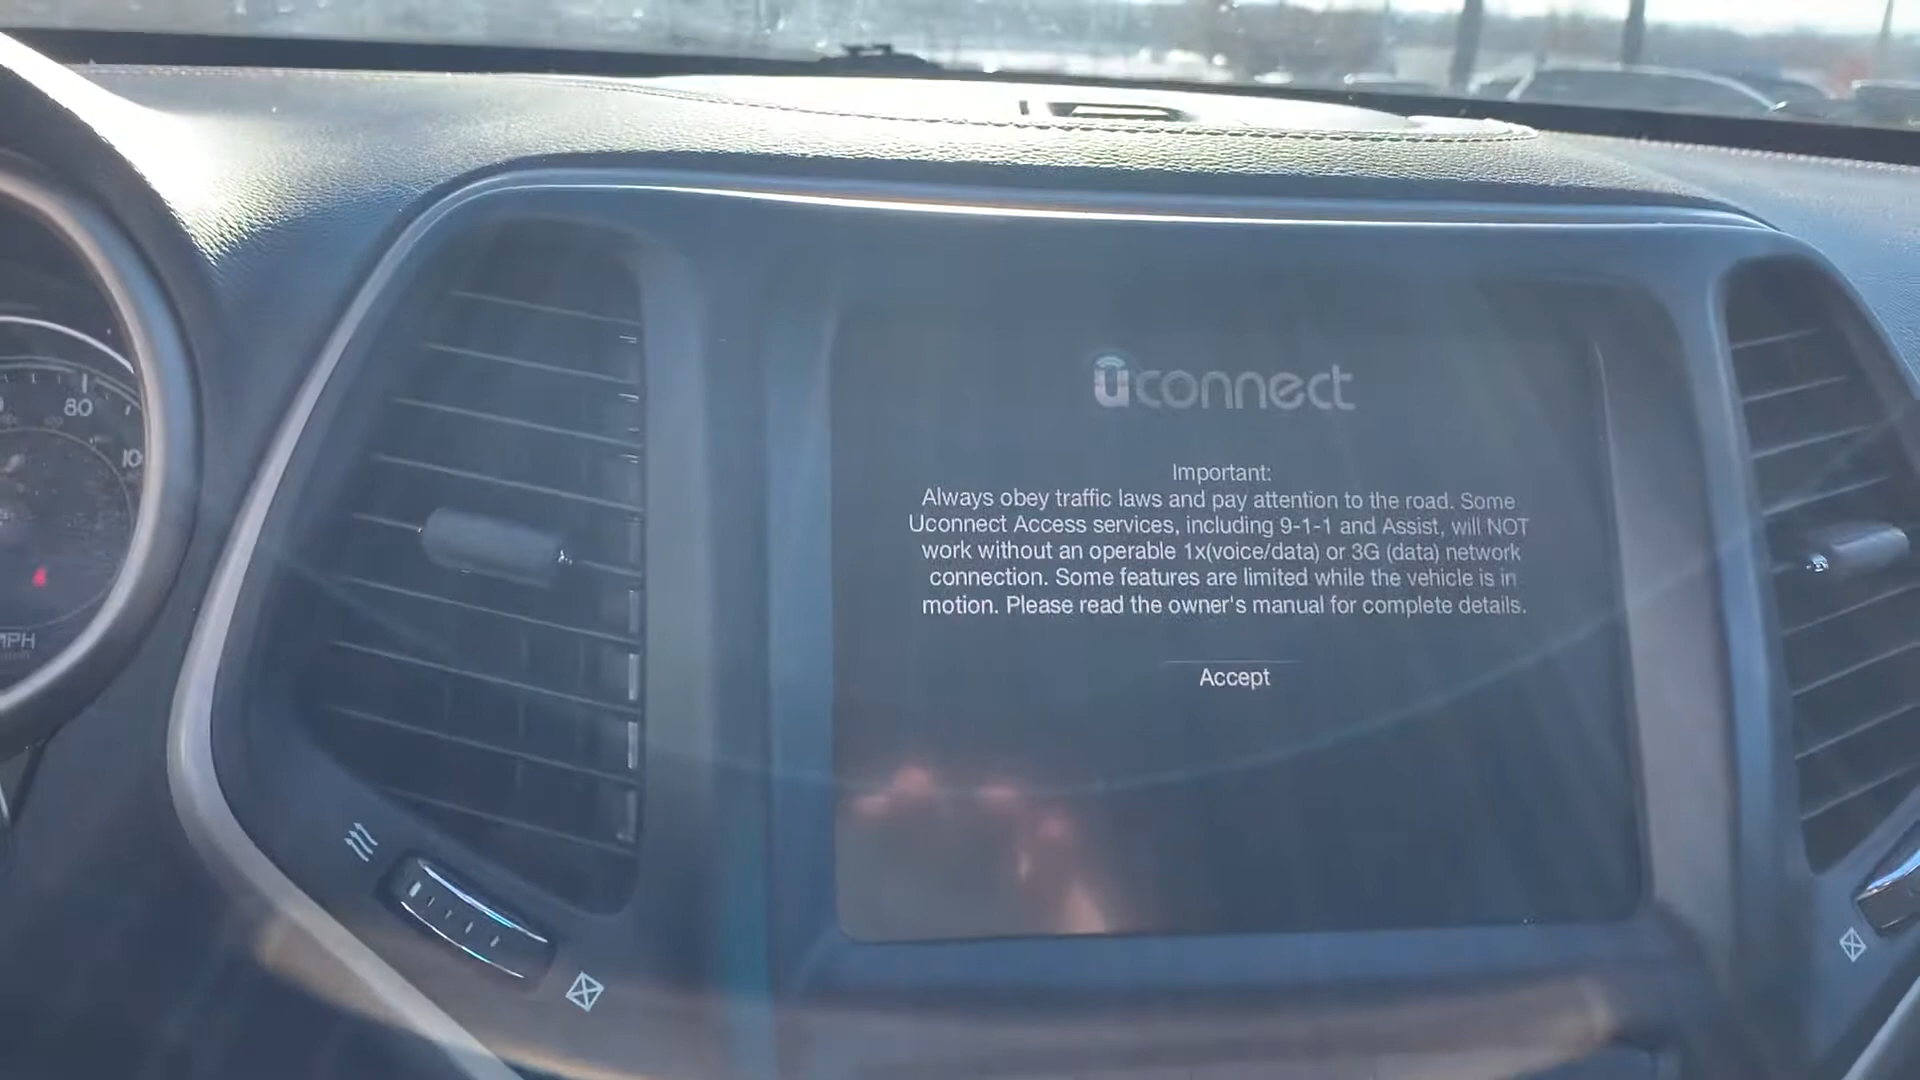 uconnect
Important:
Always obey traffic laws and pay attention to the road. Some
Uconnect Access services, including 9-1-1 and Assist, will NOT
work without an operable 1x(voice/data) or 3G (data) network
connection. Some features are limited while the vehicle is in
motion. Please read the owner's manual for complete details.
Accept
80
MPH